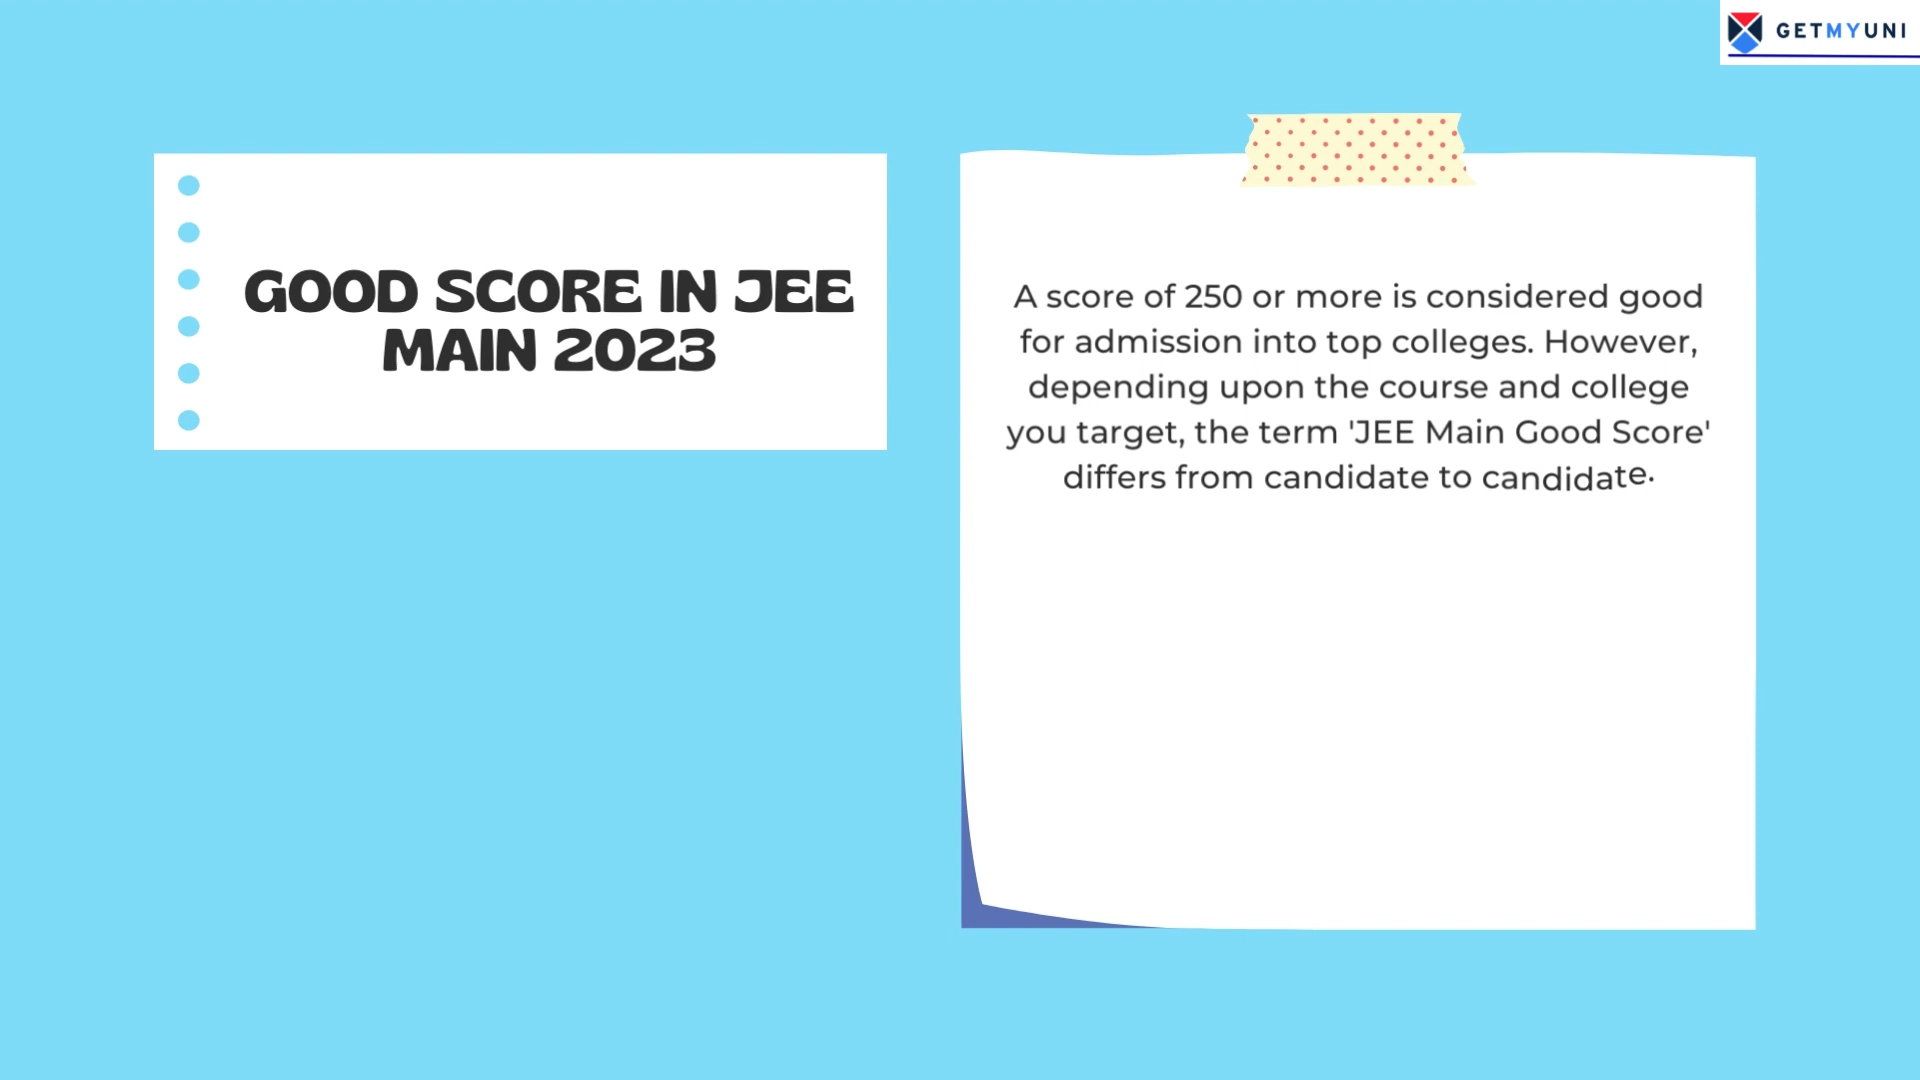 GETMYUNI
GOOD SCORE IN JEE
MAIN 2023
A score of 250 or more is considered good
for admission into top colleges. However,
depending upon the course and college
you target, the term 'JEE Main Good Score'
differs from candidate to candidate.